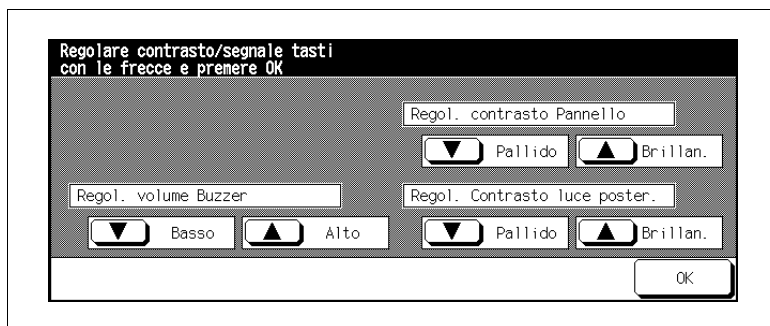 Regolare contrasto/segnale tasti
con le frecce e premere OK
Regol. contrasto Pannello
▼ Pallido ▲ Brillan.
Regol. volume Buzzer
▼ Basso ▲ Alto
Regol. Contrasto luce poster.
▼ Pallido ▲ Brillan.
OK